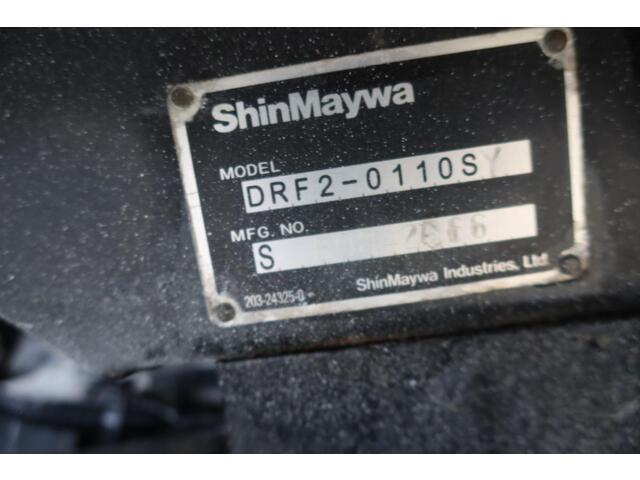 ShinMaywa
MODEL
DRF2-0110SY
MFG. NO.
S
ShinMaywa Industries, Ltd.
203-24325-0